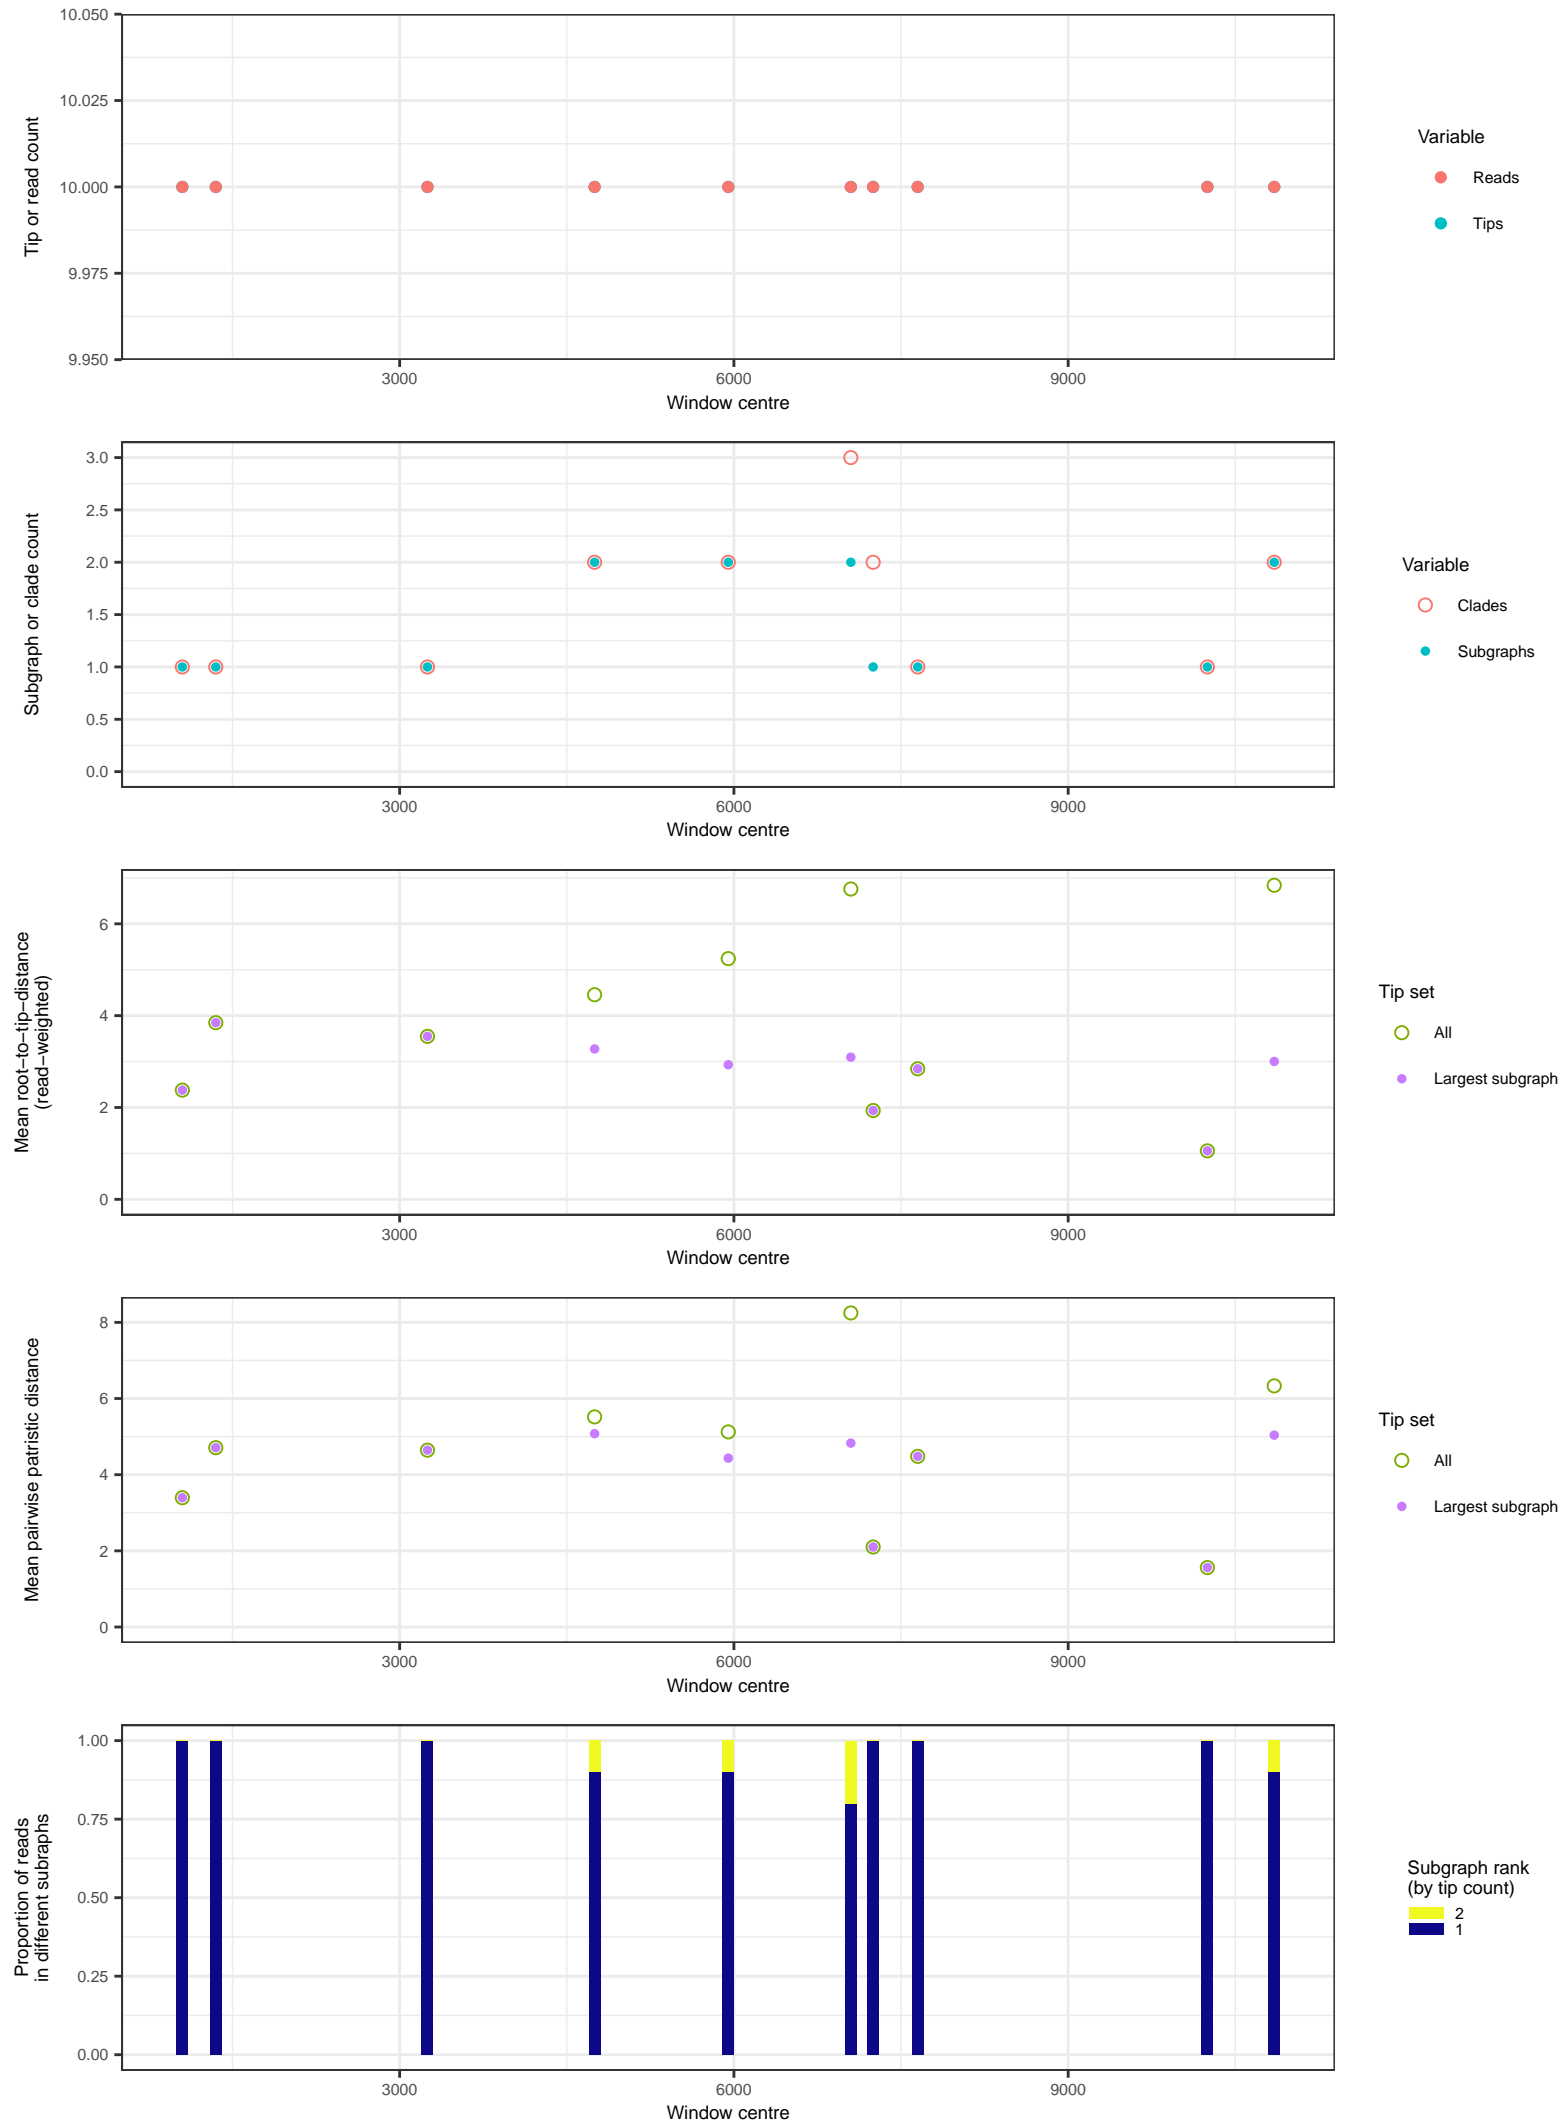 10.050
10.025
10.000
9.975
9.950
Tip or read count
3000
6000
9000
Window centre
Variable
Reads
Tips
3.0
2.5
2.0
1.5
1.0
0.5
0.0
Subgraph or clade count
3000
6000
9000
Window centre
Variable
Clades
Subgraphs
6
4
2
0
Mean root−to−tip−distance
(read−weighted)
3000
6000
9000
Window centre
Tip set
All
Largest subgraph
8
6
4
2
0
Mean pairwise patristic distance
3000
6000
9000
Window centre
Tip set
All
Largest subgraph
1.00
0.75
0.50
0.25
0.00
Proportion of reads
in different subraphs
3000
6000
9000
Window centre
Subgraph rank
(by tip count)
2
1